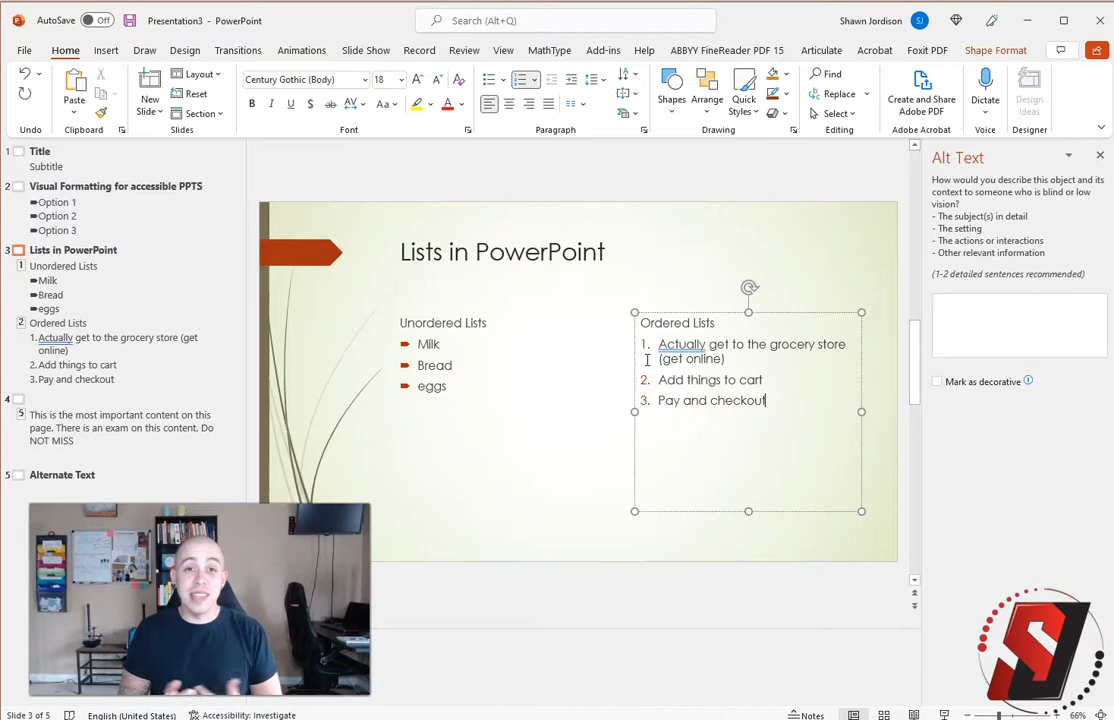 AutoSave Off Presentation3 - PowerPoint Search (Alt+Q) Shawn Jordison SJ
File Home Insert Draw Design Transitions Animations Slide Show Record Review View MathType Add-ins Help ABBYY FineReader PDF 15 Articulate Acrobat Foxit PDF Shape Format
Paste
New
Slide
Layout
Reset
Section
Century Gothic (Body) 18
Shapes Arrange Quick
Styles
Find
Replace
Select
Create and Share
Adobe Acrobat
Dictate
Design
Ideas
Undo Clipboard Slides Font Paragraph Drawing Editing Adobe Acrobat Voice Designer
1 Title
Subtitle
2 Visual Formatting for accessible PPTS
Option 1
Option 2
Option 3
3 Lists in PowerPoint
1 Unordered Lists
Milk
Bread
eggs
2 Ordered Lists
1. Actually get to the grocery store (get
online)
2. Add things to cart
3. Pay and checkout
4
5 This is the most important content on this
page. There is an exam on this content. Do
NOT MISS
5 Alternate Text
Lists in PowerPoint
Unordered Lists
Milk
Bread
eggs
Ordered Lists
1. Actually get to the grocery store
(get online)
2. Add things to cart
3. Pay and checkout
Alt Text
How would you describe this object and its
context to someone who is blind or low
vision?
- The subject(s) in detail
- The setting
- The actions or interactions
- Other relevant information
(1-2 detailed sentences recommended)
Mark as decorative
SJ
Slide 3 of 5 English (United States) Accessibility: Investigate Notes 66%